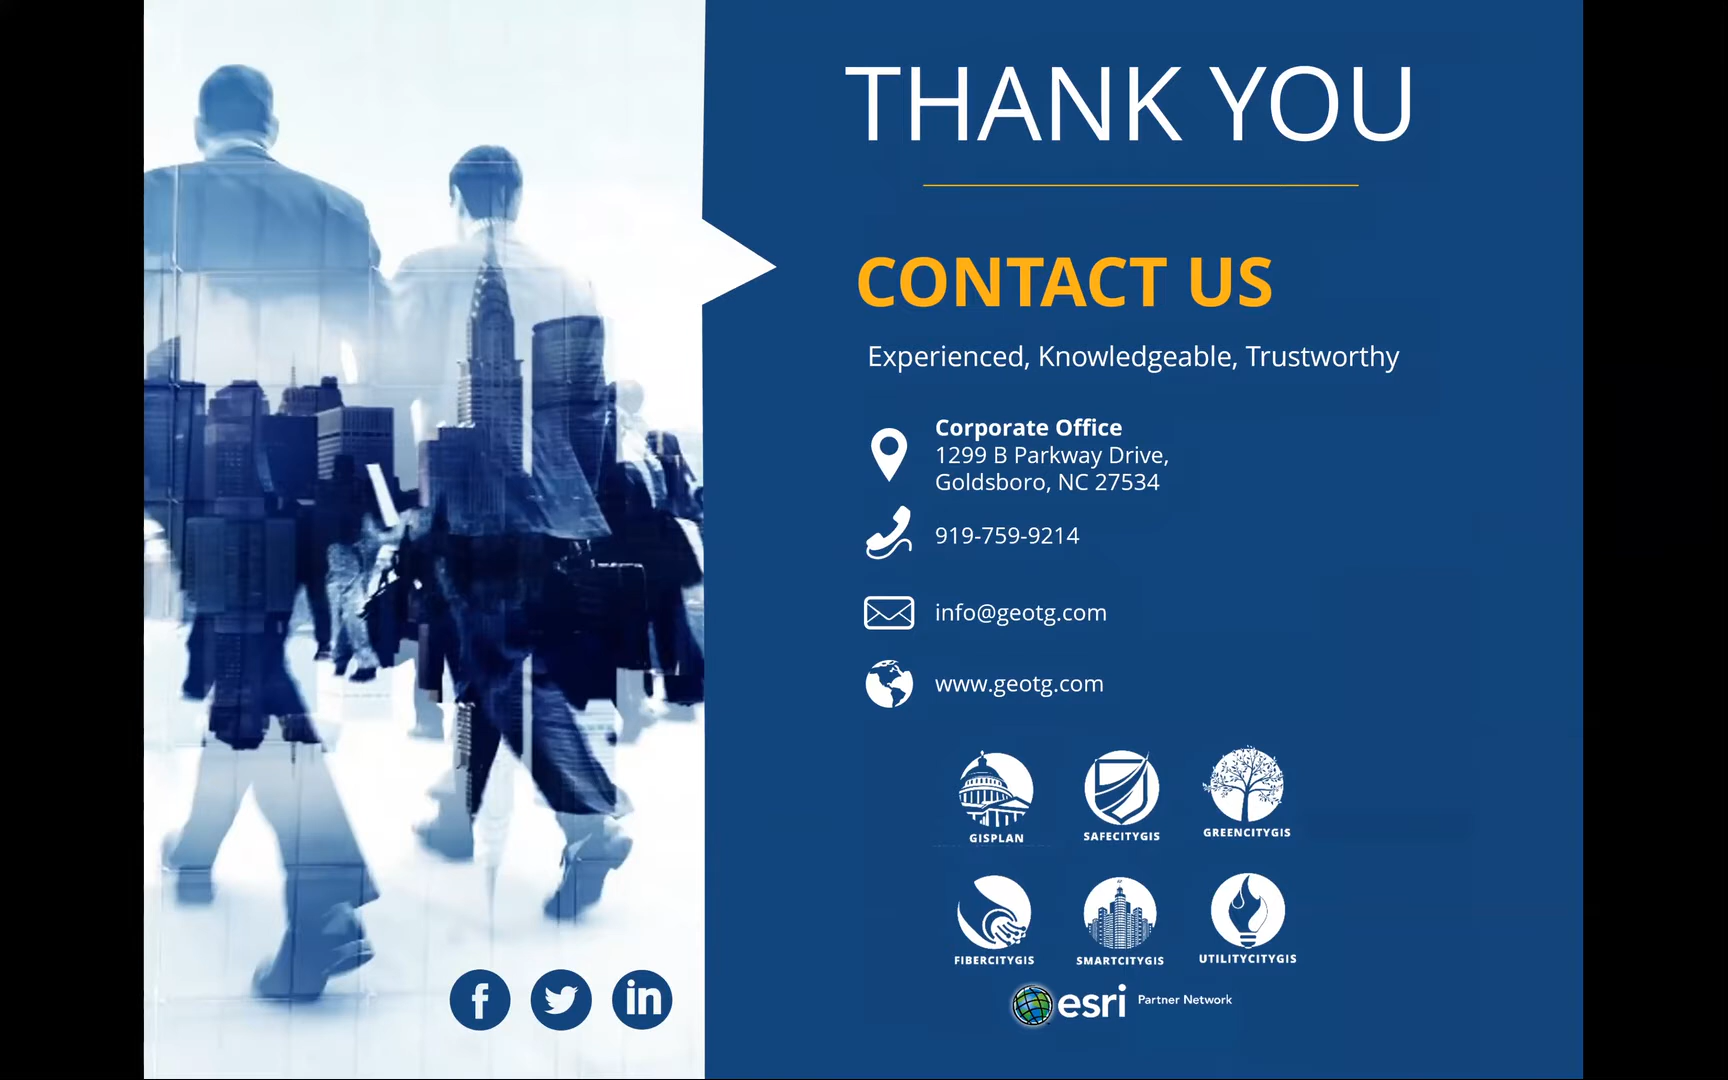 THANK YOU
CONTACT US
Experienced, Knowledgeable, Trustworthy
Corporate Office
1299 B Parkway Drive,
Goldsboro, NC 27534
919-759-9214
info@geotg.com
www.geotg.com
GISPLAN
SAFECITYGIS
GREENCITYGIS
FIBERCITYGIS
SMARTCITYGIS
UTILITYCITYGIS
f
in
esri Partner Network